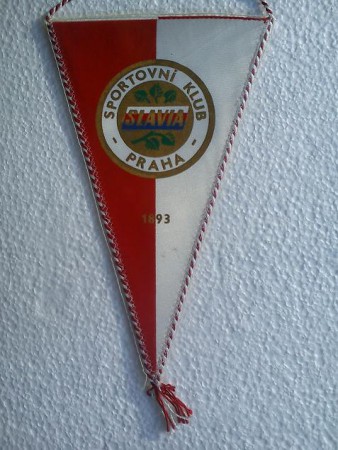 SPORTOVNÍ KLUB
SLAVIA
- PRAHA -
1893